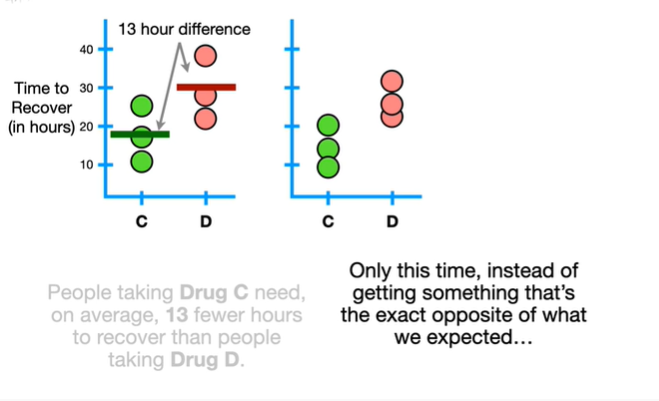 13 hour difference
40
Time to
Recover
(in hours)
30
20
10
C
D
C
D
People taking Drug C need,
on average, 13 fewer hours
to recover than people
taking Drug D.
Only this time, instead of
getting something that's
the exact opposite of what
we expected...